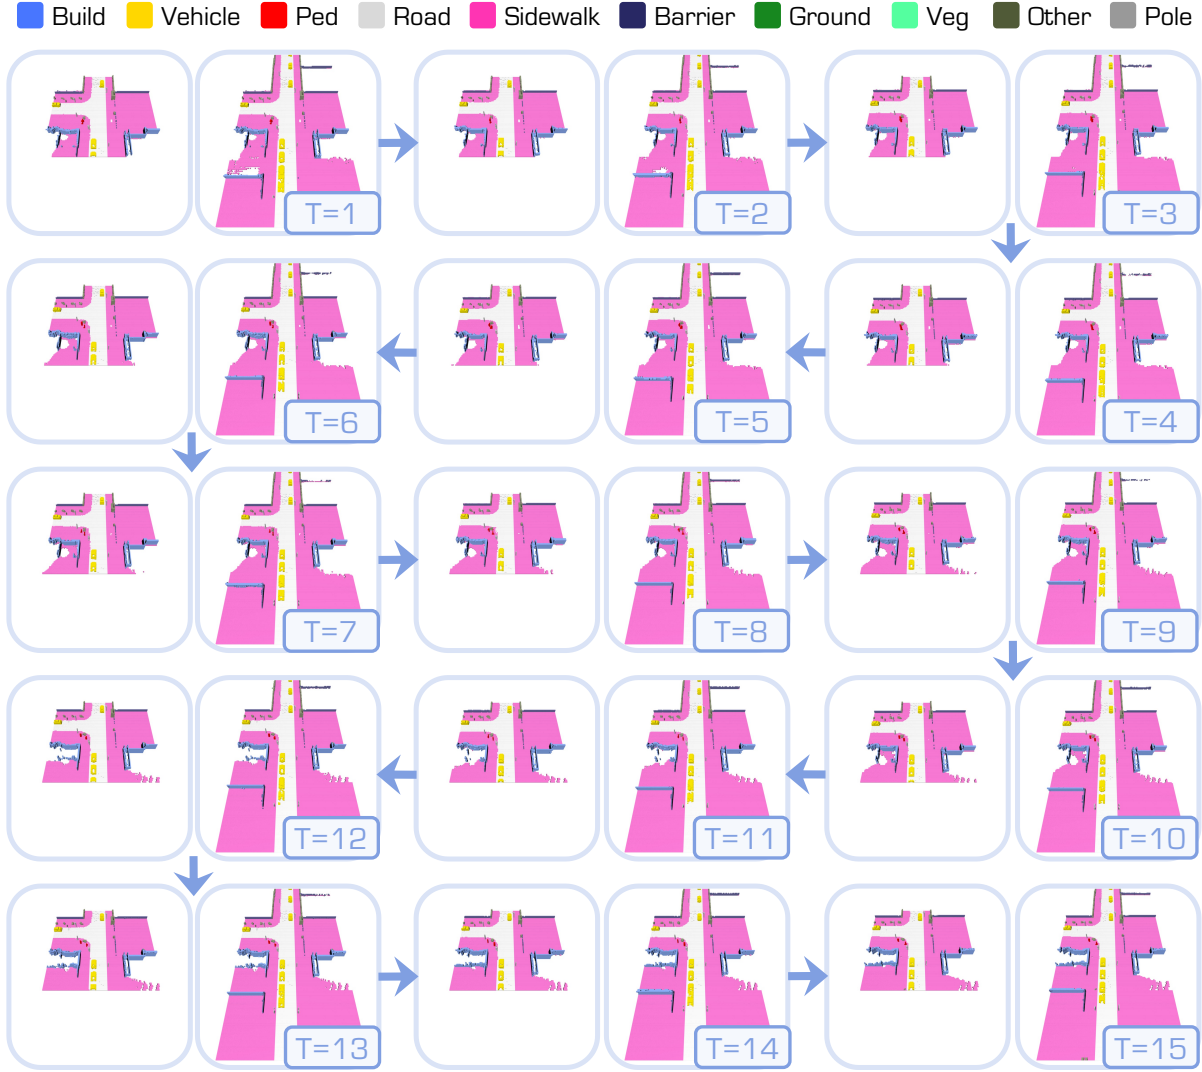 Build Vehicle Ped Road Sidewalk Barrier Ground Veg Other Pole
T=1 T=2 T=3
T=6 T=5 T=4
T=7 T=8 T=9
T=12 T=11 T=10
T=13 T=14 T=15